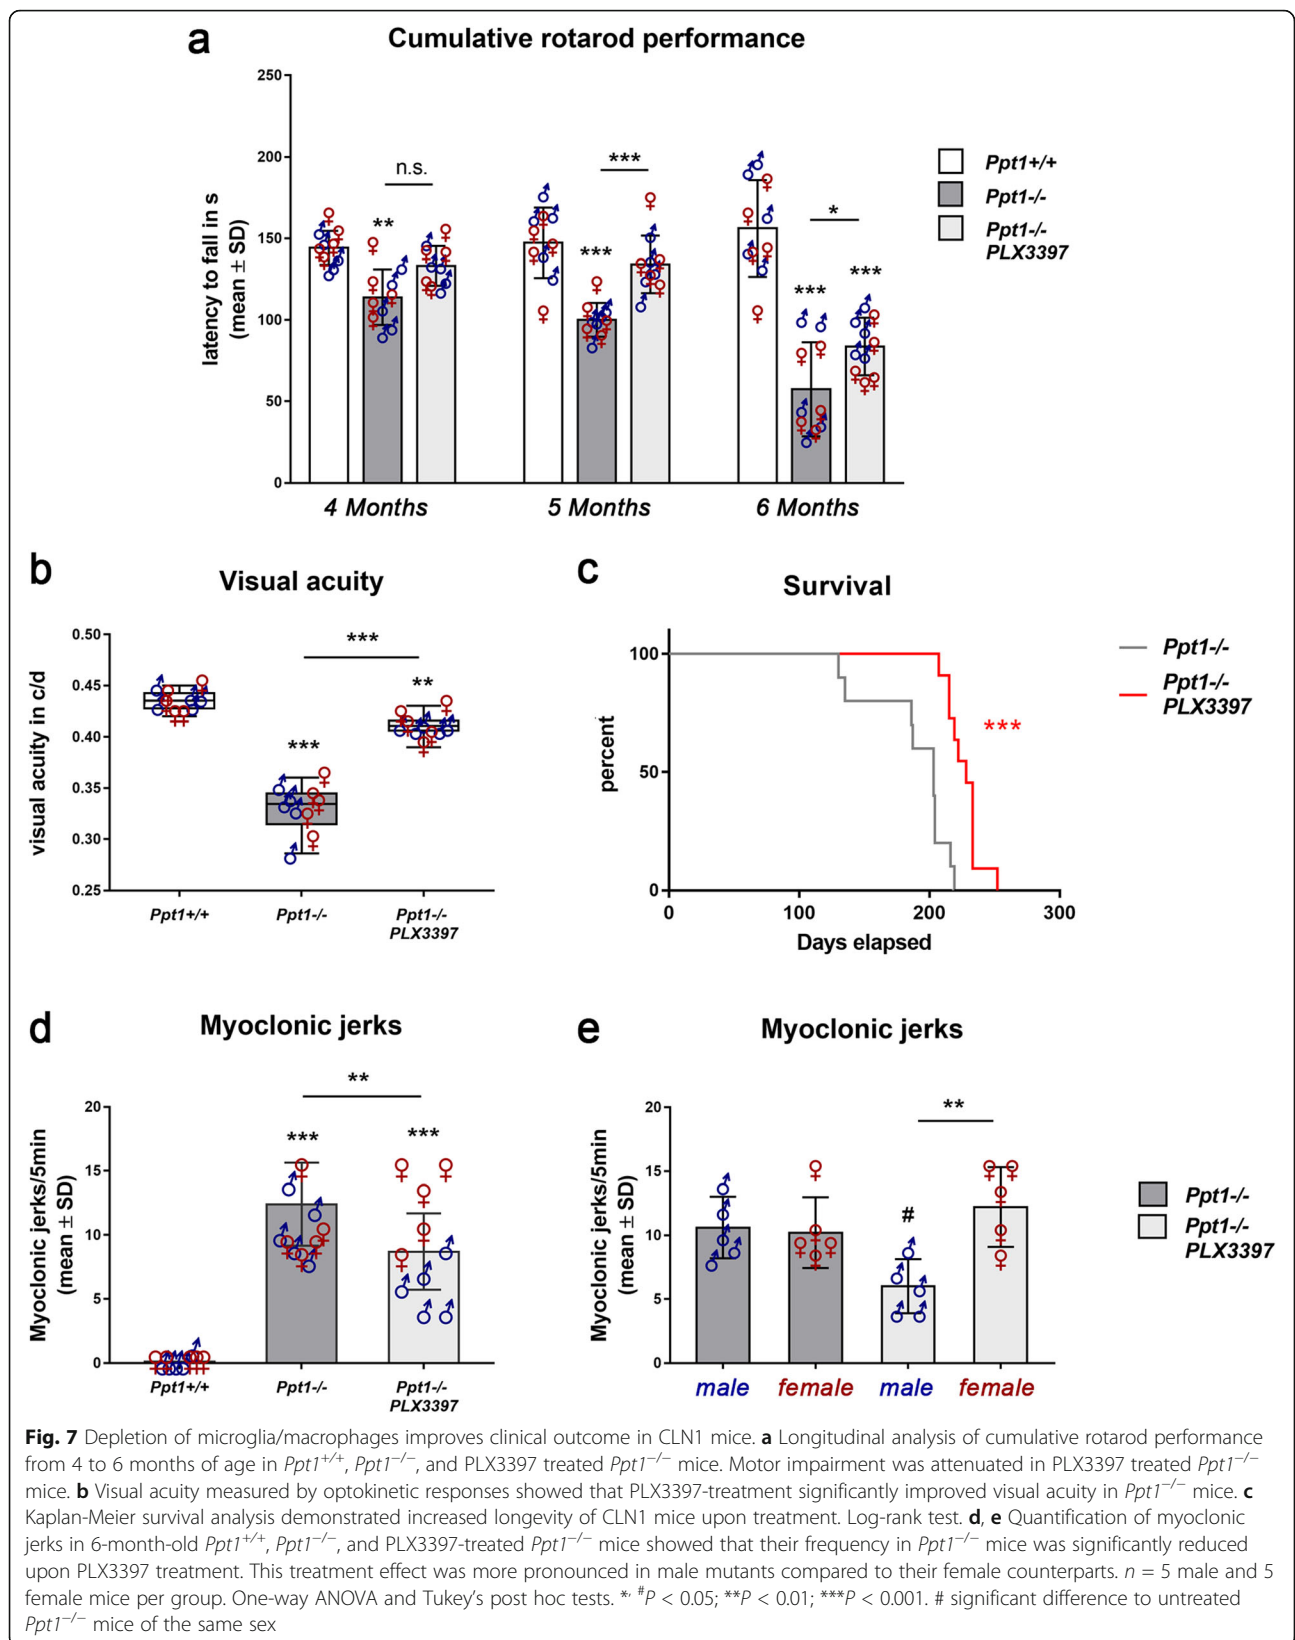 a
Cumulative rotarod performance
latency to fall in s
(mean ± SD)
250
200
150
100
50
0
n.s.
**
***
***
*
***
***
4 Months
5 Months
6 Months
Ppt1+/+
Ppt1-/-
Ppt1-/-
PLX3397
b
Visual acuity
visual acuity in c/d
0.50
0.45
0.40
0.35
0.30
0.25
***
***
**
Ppt1+/+
Ppt1-/-
Ppt1-/-
PLX3397
c
Survival
percent
100
50
0
0
100
200
300
Days elapsed
***
Ppt1-/-
Ppt1-/-
PLX3397
d
Myoclonic jerks
Myoclonic jerks/5min
(mean ± SD)
20
15
10
5
0
**
***
***
Ppt1+/+
Ppt1-/-
Ppt1-/-
PLX3397
e
Myoclonic jerks
Myoclonic jerks/5min
(mean ± SD)
20
15
10
5
0
**
#
male
female
male
female
Ppt1-/-
Ppt1-/-
PLX3397
Fig. 7 Depletion of microglia/macrophages improves clinical outcome in CLN1 mice. a Longitudinal analysis of cumulative rotarod performance
from 4 to 6 months of age in Ppt1+/+, Ppt1−/−, and PLX3397 treated Ppt1−/− mice. Motor impairment was attenuated in PLX3397 treated Ppt1−/−
mice. b Visual acuity measured by optokinetic responses showed that PLX3397-treatment significantly improved visual acuity in Ppt1−/− mice. c
Kaplan-Meier survival analysis demonstrated increased longevity of CLN1 mice upon treatment. Log-rank test. d, e Quantification of myoclonic
jerks in 6-month-old Ppt1+/+, Ppt1−/−, and PLX3397-treated Ppt1−/− mice showed that their frequency in Ppt1−/− mice was significantly reduced
upon PLX3397 treatment. This treatment effect was more pronounced in male mutants compared to their female counterparts. n = 5 male and 5
female mice per group. One-way ANOVA and Tukey's post hoc tests. *, #P < 0.05; **P < 0.01; ***P < 0.001. # significant difference to untreated
Ppt1−/− mice of the same sex